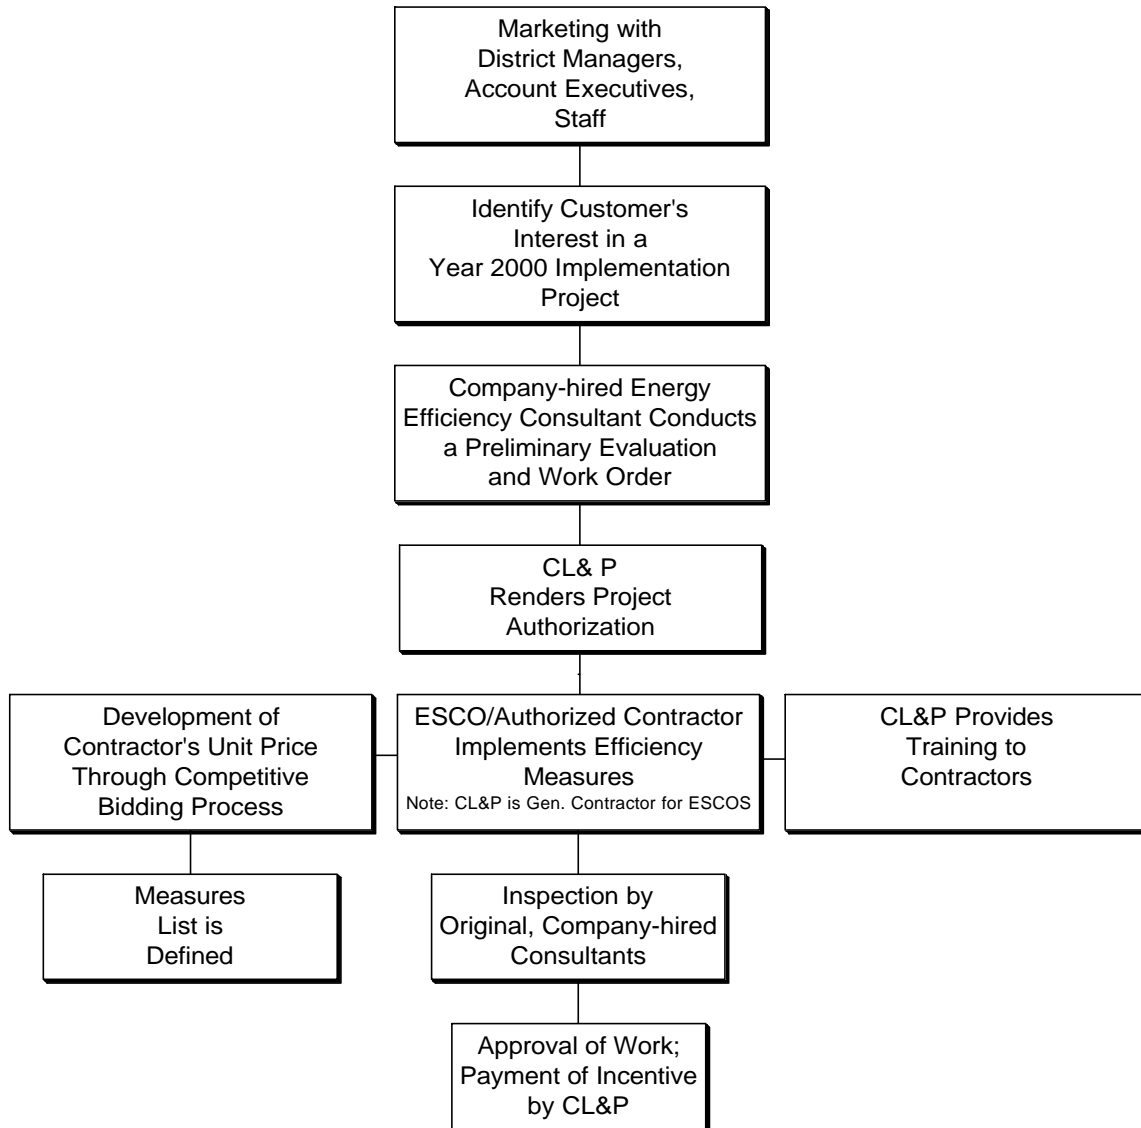 Marketing with
District Managers,
Account Executives,
Staff
Identify Customer's
Interest in a
Year 2000 Implementation
Project
Company-hired Energy
Efficiency Consultant Conducts
a Preliminary Evaluation
and Work Order
CL& P
Renders Project
Authorization
Development of
Contractor's Unit Price
Through Competitive
Bidding Process
ESCO/Authorized Contractor
Implements Efficiency
Measures
Note: CL&P is Gen. Contractor for ESCOS
CL&P Provides
Training to
Contractors
Measures
List is
Defined
Inspection by
Original, Company-hired
Consultants
Approval of Work;
Payment of Incentive
by CL&P